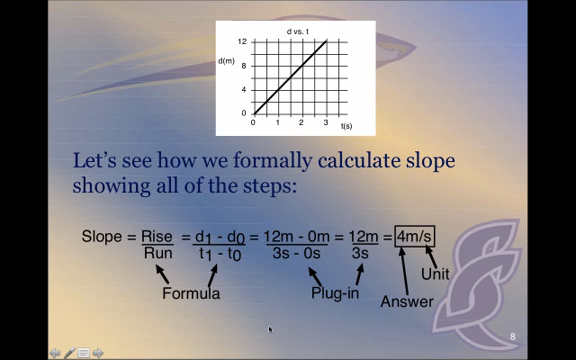 d vs. t
12
d(m)
8
4
0
0 1 2 3
t(s)
Let's see how we formally calculate slope
showing all of the steps:
Slope = Rise = d1 - d0 = 12m - 0m = 12m = 4m/s
Run t1 - t0 3s - 0s 3s
Unit
Formula Plug-in
Answer
8